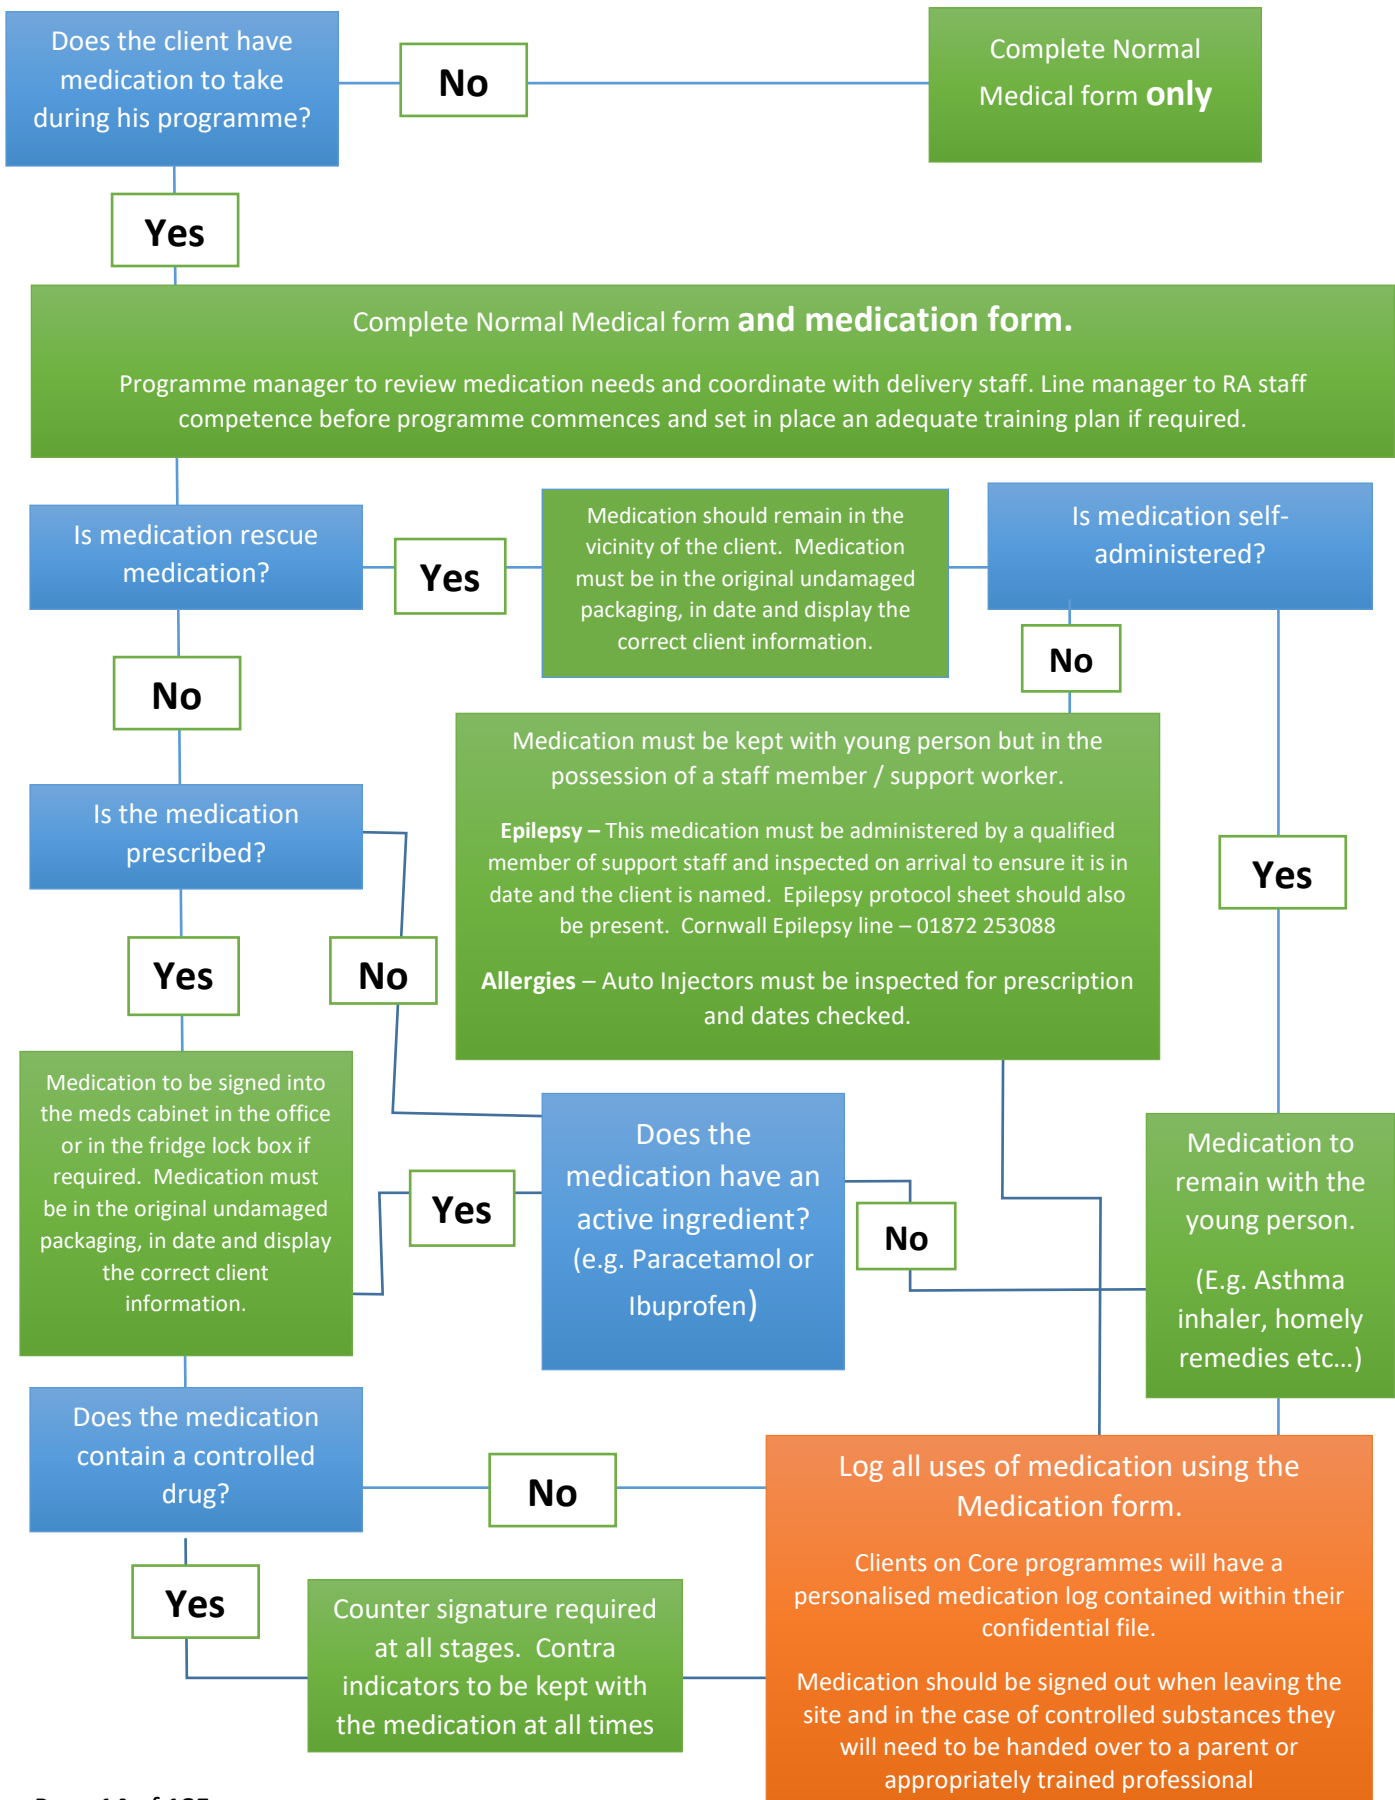 Does the client have
medication to take
during his programme?
No
Complete Normal
Medical form only
Yes
Complete Normal Medical form and medication form.
Programme manager to review medication needs and coordinate with delivery staff. Line manager to RA staff
competence before programme commences and set in place an adequate training plan if required.
Is medication rescue
medication?
Yes
Medication should remain in the
vicinity of the client. Medication
must be in the original undamaged
packaging, in date and display the
correct client information.
Is medication self-
administered?
No
No
Medication must be kept with young person but in the
possession of a staff member / support worker.
Epilepsy – This medication must be administered by a qualified
member of support staff and inspected on arrival to ensure it is in
date and the client is named. Epilepsy protocol sheet should also
be present. Cornwall Epilepsy line – 01872 253088
Allergies – Auto Injectors must be inspected for prescription
and dates checked.
Is the medication
prescribed?
Yes
Yes
No
Medication to be signed into
the meds cabinet in the office
or in the fridge lock box if
required. Medication must
be in the original undamaged
packaging, in date and display
the correct client
information.
Yes
Does the
medication have an
active ingredient?
(e.g. Paracetamol or
Ibuprofen)
No
Medication to
remain with the
young person.
(E.g. Asthma
inhaler, homely
remedies etc…)
Does the medication
contain a controlled
drug?
No
Yes
Counter signature required
at all stages. Contra
indicators to be kept with
the medication at all times
Log all uses of medication using the
Medication form.
Clients on Core programmes will have a
personalised medication log contained within their
confidential file.
Medication should be signed out when leaving the
site and in the case of controlled substances they
will need to be handed over to a parent or
appropriately trained professional